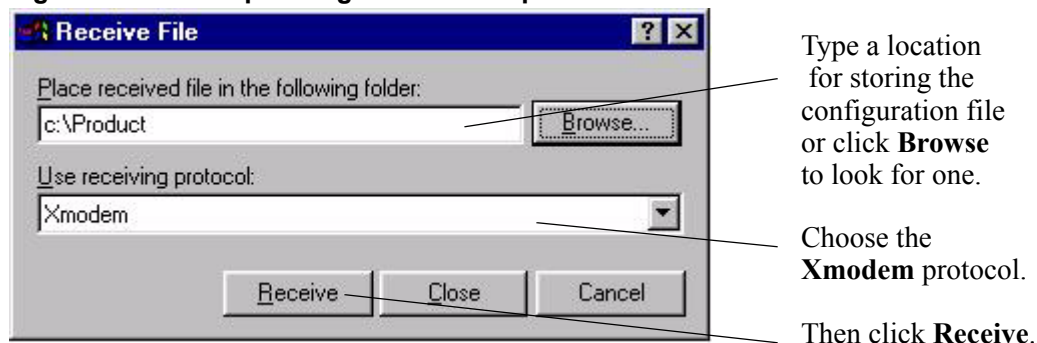 Receive File
Place received file in the following folder:
c:\Product
Browse...
Use receiving protocol:
Xmodem
Receive
Close
Cancel
Type a location
for storing the
configuration file
or click Browse
to look for one.
Choose the
Xmodem protocol.
Then click Receive.